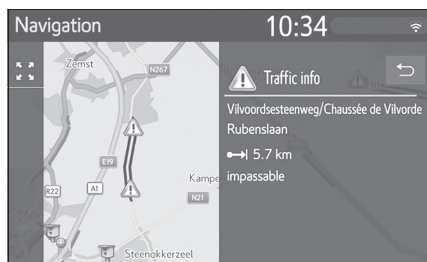 Navigation
10:34
Zemst
N267
Traffic info
Vilvoordsesteenweg/Chaussée de Vilvorde
Rubenslaan
5.7 km
E19
impassable
Kampe
R22
A1
N21
Steenokkerzeel